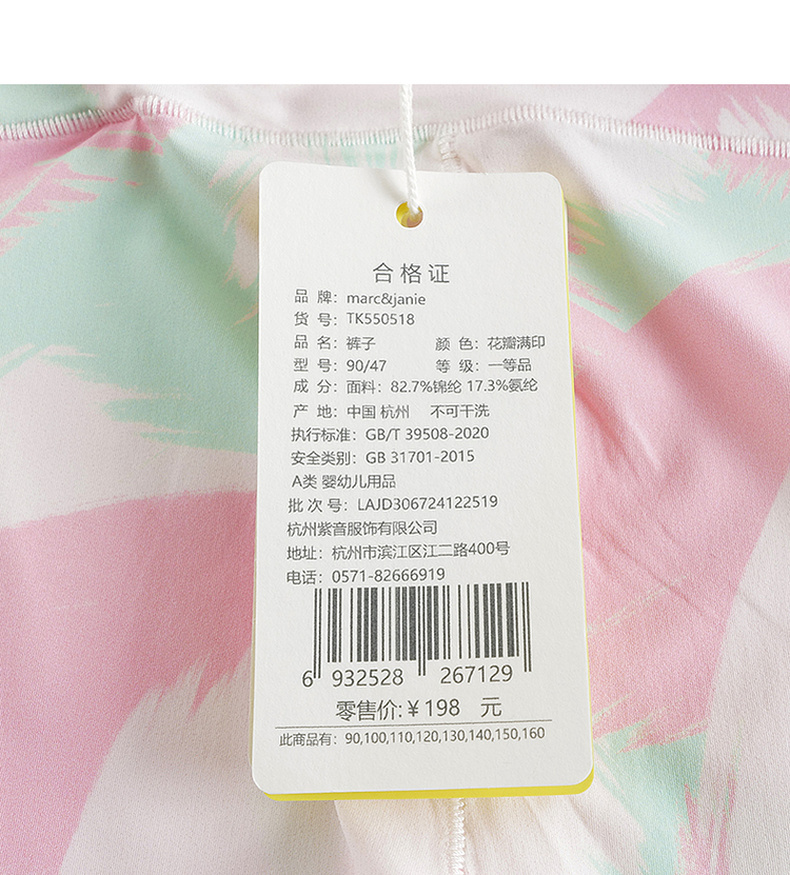 合格证
品 牌：marc&janie
货 号：TK550518
品 名：裤子 颜 色：花瓣满印
型 号：90/47 等 级：一等品
成 分：面料：82.7%锦纶 17.3%氨纶
产 地：中国 杭州 不可干洗
执行标准：GB/T 39508-2020
安全类别：GB 31701-2015
A类 婴幼儿用品
批 次 号：LAJD306724122519
杭州紫音服饰有限公司
地址：杭州市滨江区江二路400号
电话：0571-82666919
6 932528 267129
零售价:￥198 元
此商品有：90,100,110,120,130,140,150,160